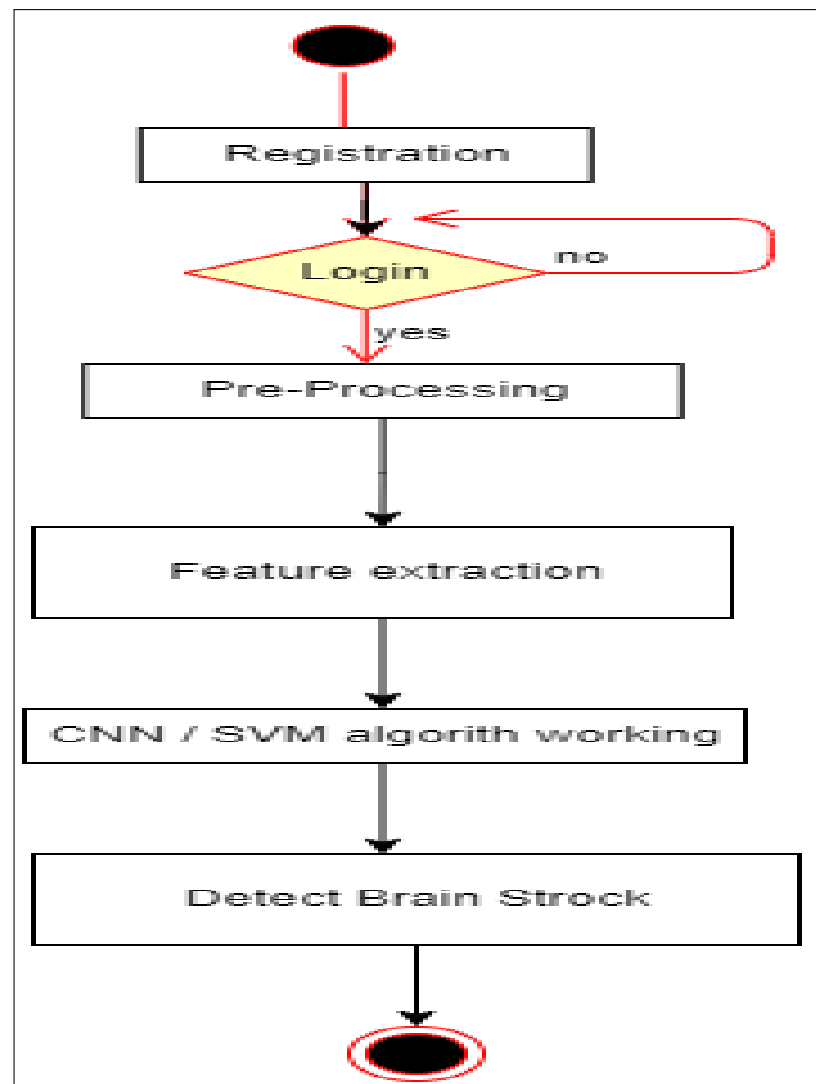 Registration
Login
no
yes
Pre-Processing
Feature extraction
CNN / SVM algorith working
Detect Brain Strock